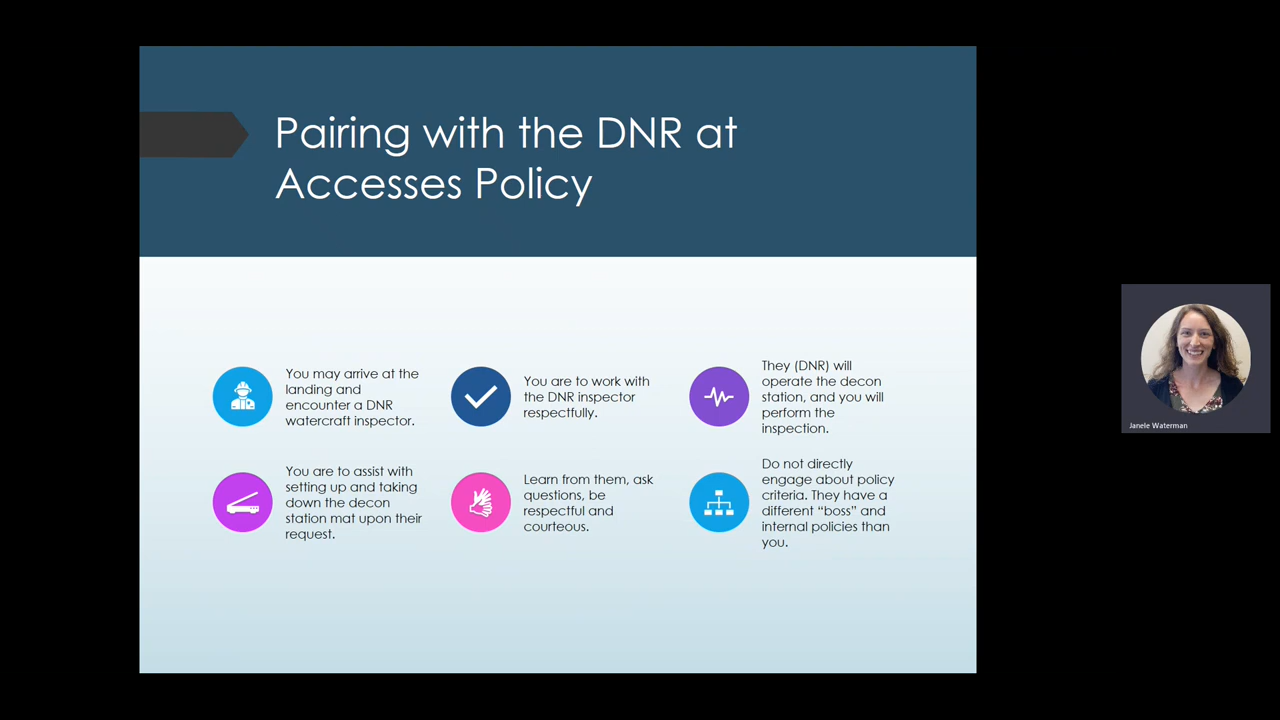 Pairing with the DNR at
Accesses Policy
You may arrive at the
landing and
encounter a DNR
watercraft inspector.
You are to work with
the DNR inspector
respectfully.
They (DNR) will
operate the decon
station, and you will
perform the
inspection.
You are to assist with
setting up and taking
down the decon
station mat upon their
request.
Learn from them, ask
questions, be
respectful and
courteous.
Do not directly
engage about policy
criteria. They have a
different “boss” and
internal policies than
you.
Janele Waterman